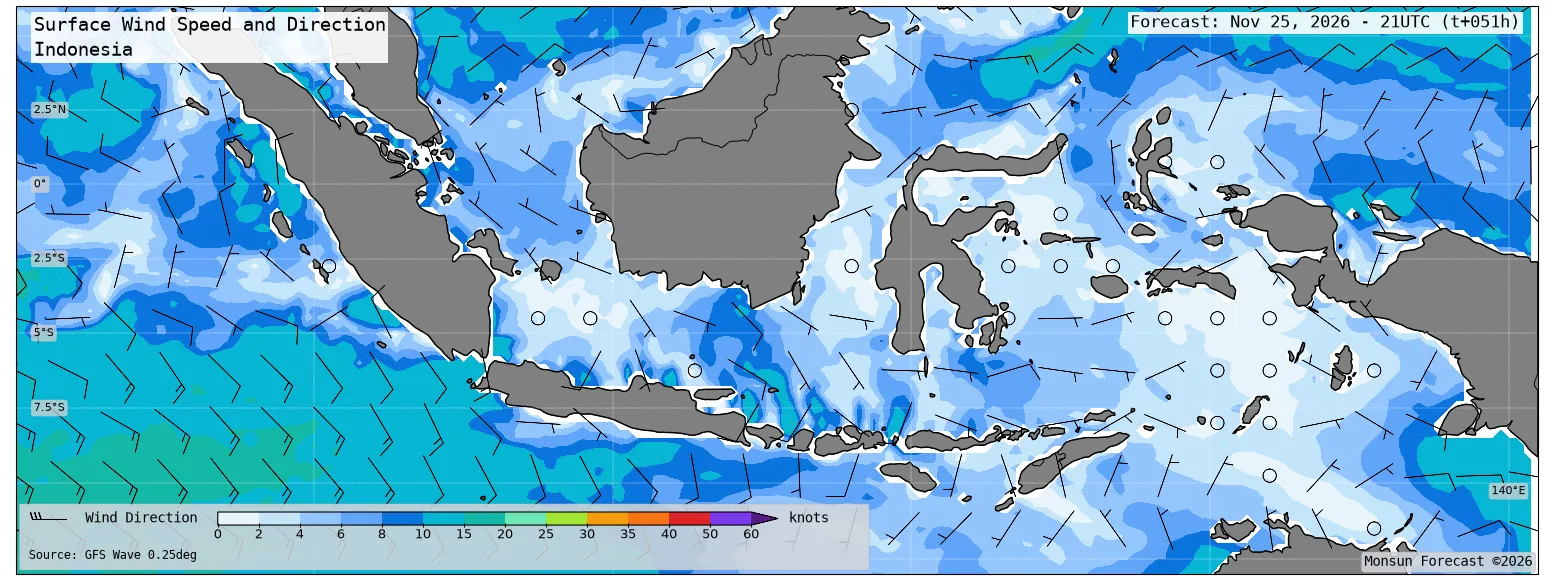 Surface Wind Speed and Direction
Indonesia
Forecast: Nov 25, 2026 - 21UTC (t+051h)
2.5°N
0°
2.5°S
5°S
7.5°S
140°E
Wind Direction
0 2 4 6 8 10 15 20 25 30 35 40 50 60
knots
Source: GFS Wave 0.25deg
Monsun Forecast ©2026